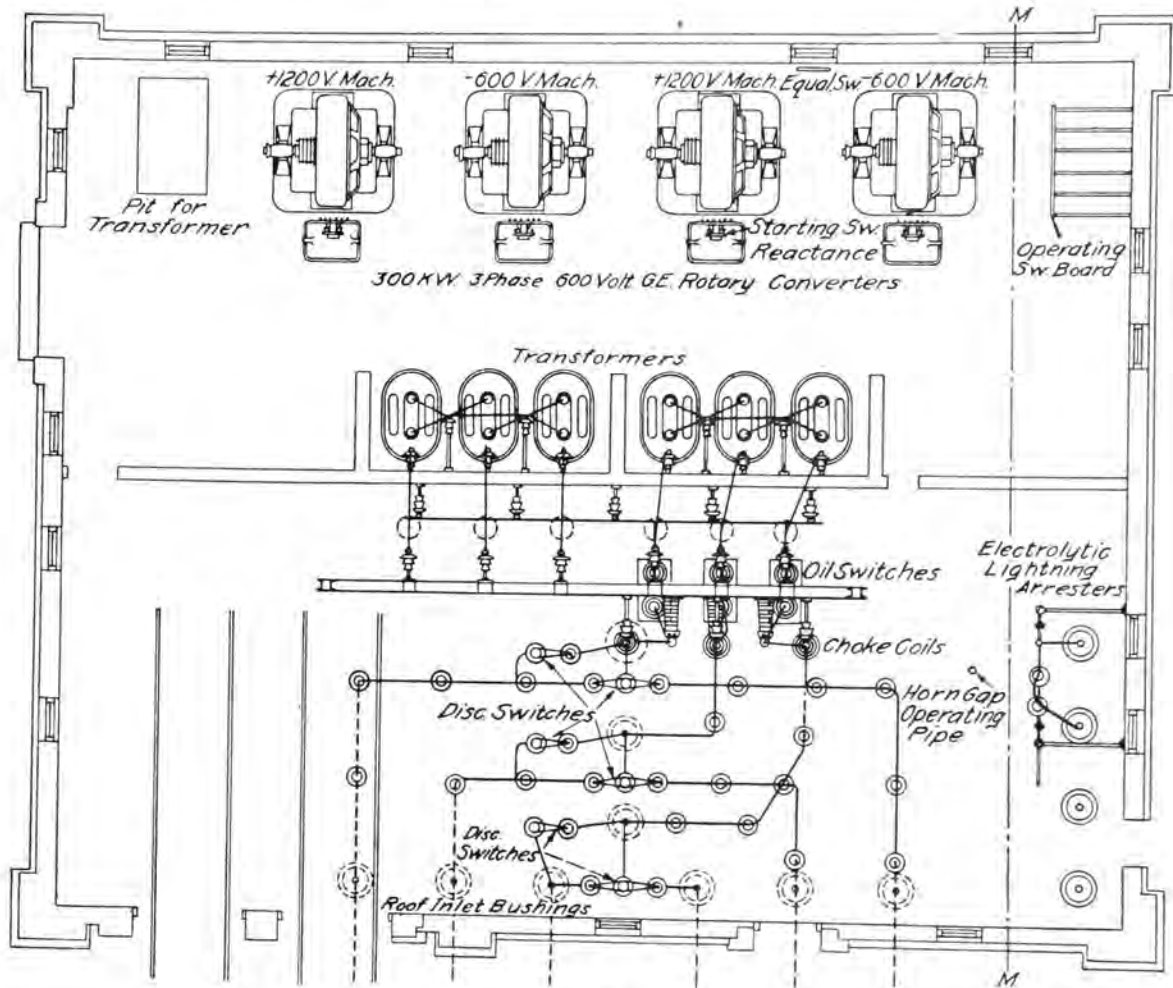 M
+1200 V. Mach.
-600 V. Mach.
+1200 V. Mach.
Equal. Sw.
-600 V. Mach.
Pit for
Transformer
Starting Sw.
Reactance
Operating
Sw. Board
300 KW. 3 Phase 600 Volt G.E. Rotary Converters
Transformers
Electrolytic
Lightning
Arresters
Oil Switches
Choke Coils
Horn Gap
Operating
Pipe
Disc. Switches
Disc.
Switches
Roof Inlet Bushings
M